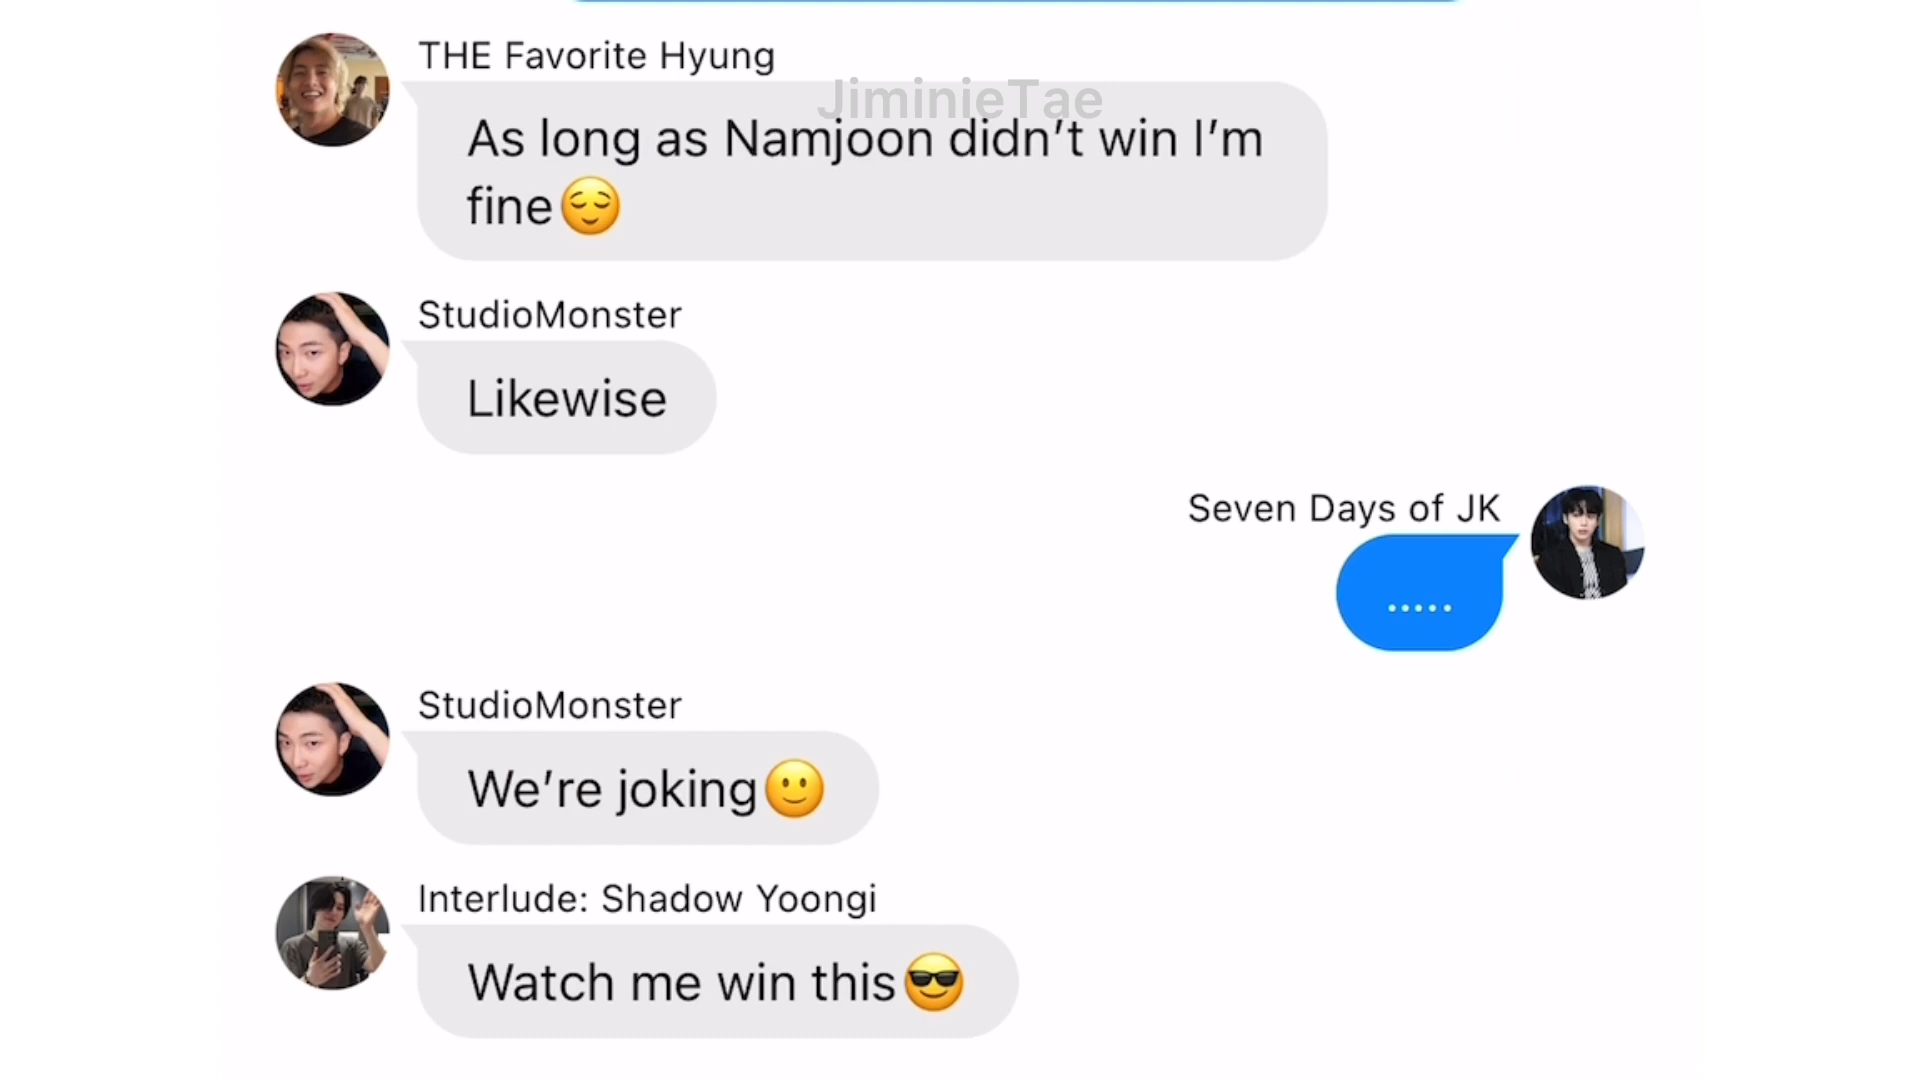 THE Favorite Hyung
JiminieTae
As long as Namjoon didn’t win I’m
fine😌
StudioMonster
Likewise
Seven Days of JK
.....
StudioMonster
We’re joking🙂
Interlude: Shadow Yoongi
Watch me win this😎